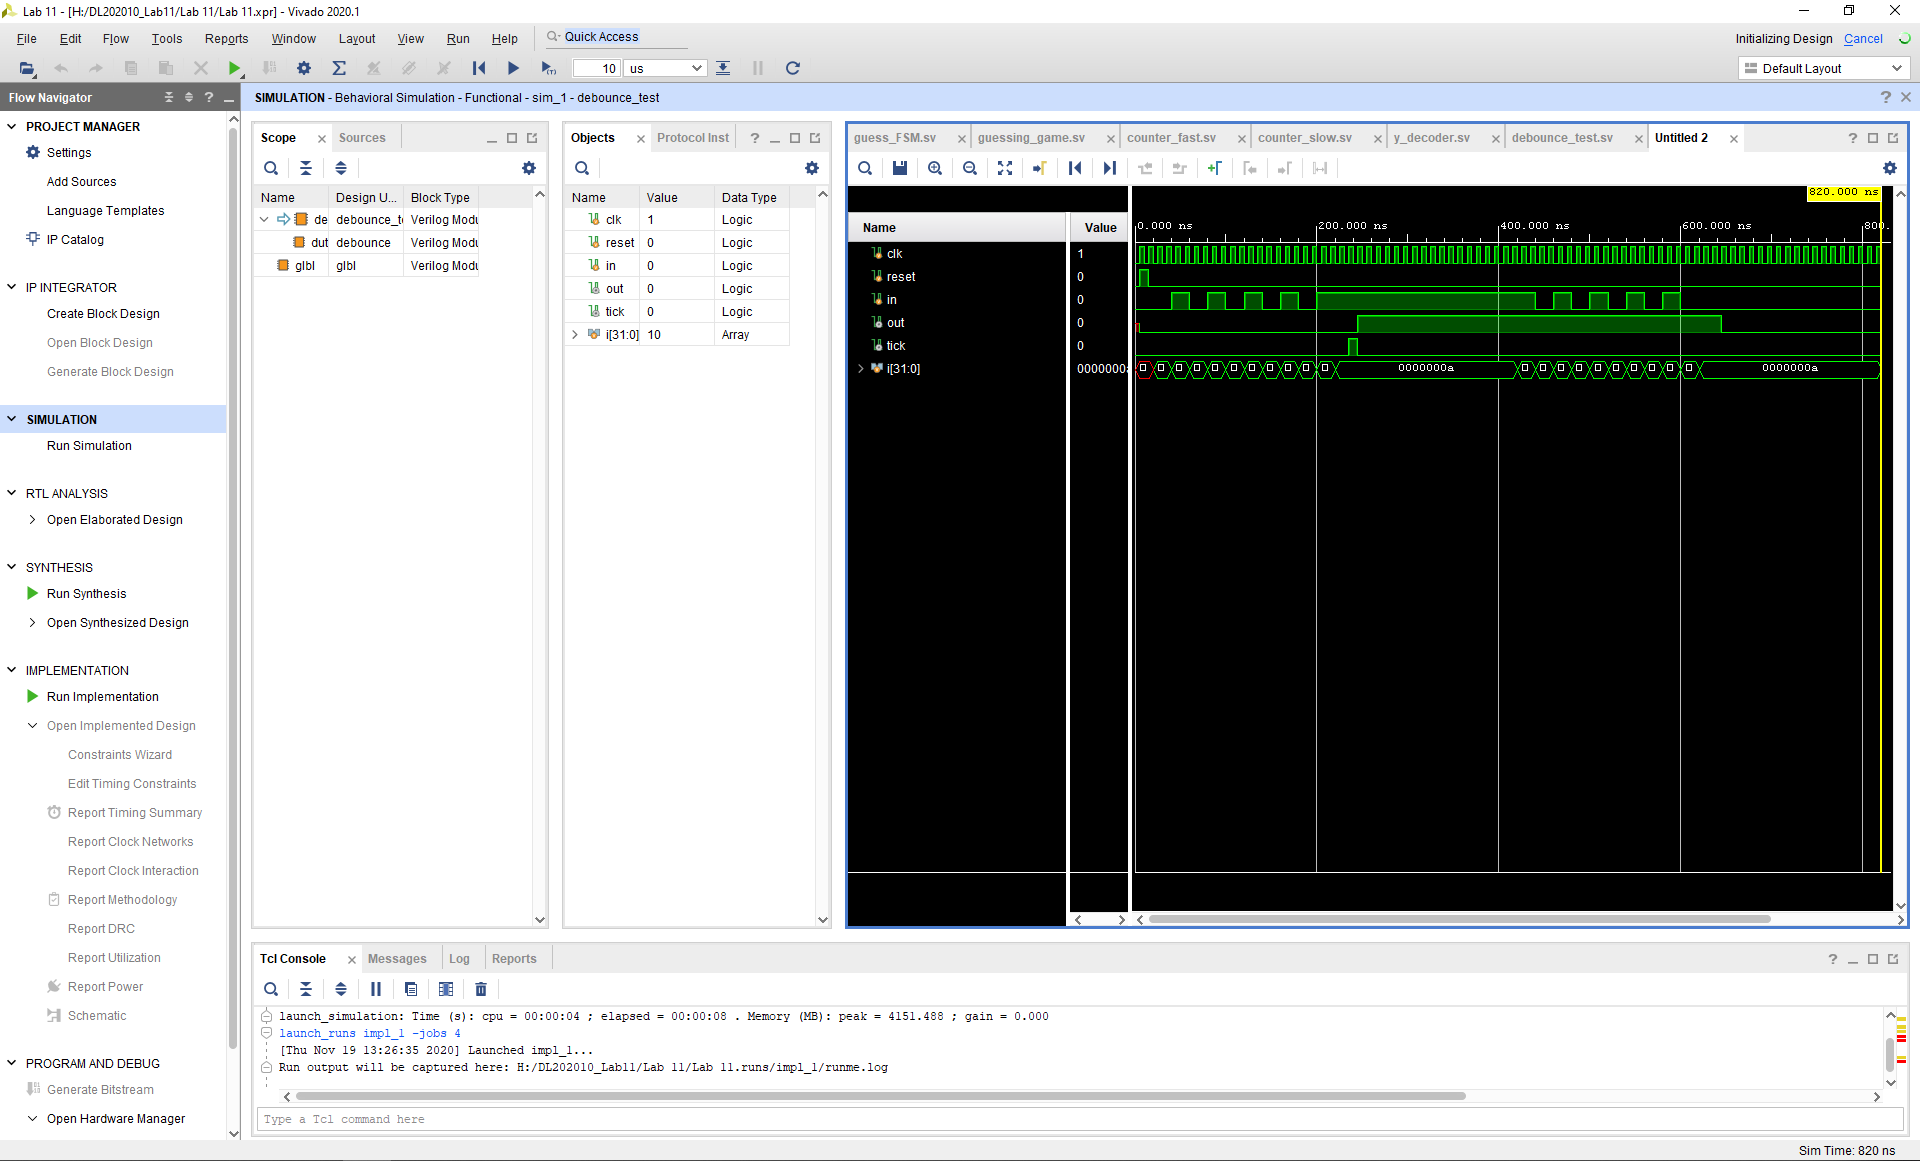 Lab 11 - [H:/DL202010_Lab11/Lab 11/Lab 11.xpr] - Vivado 2020.1
File Edit Flow Tools Reports Window Layout View Run Help Quick Access
Initializing Design Cancel
10 us
Default Layout
Flow Navigator
SIMULATION - Behavioral Simulation - Functional - sim_1 - debounce_test
PROJECT MANAGER
Settings
Add Sources
Language Templates
IP Catalog
IP INTEGRATOR
Create Block Design
Open Block Design
Generate Block Design
SIMULATION
Run Simulation
RTL ANALYSIS
Open Elaborated Design
SYNTHESIS
Run Synthesis
Open Synthesized Design
IMPLEMENTATION
Run Implementation
Open Implemented Design
Constraints Wizard
Edit Timing Constraints
Report Timing Summary
Report Clock Networks
Report Clock Interaction
Report Methodology
Report DRC
Report Utilization
Report Power
Schematic
PROGRAM AND DEBUG
Generate Bitstream
Open Hardware Manager
Scope Sources
Name Design U... Block Type
de debounce_t Verilog Modu
dut debounce Verilog Modu
glbl glbl Verilog Modu
Objects Protocol Inst
Name Value Data Type
clk 1 Logic
reset 0 Logic
in 0 Logic
out 0 Logic
tick 0 Logic
i[31:0] 10 Array
guess_FSM.sv guessing_game.sv counter_fast.sv counter_slow.sv y_decoder.sv debounce_test.sv Untitled 2
820.000 ns
Name Value
0.000 ns 200.000 ns 400.000 ns 600.000 ns 800.
clk 1
reset 0
in 0
out 0
tick 0
i[31:0] 0000000a
0000000a 0000000a
Tcl Console Messages Log Reports
launch_simulation: Time (s): cpu = 00:00:04 ; elapsed = 00:00:08 . Memory (MB): peak = 4151.488 ; gain = 0.000
launch_runs impl_1 -jobs 4
[Thu Nov 19 13:26:35 2020] Launched impl_1...
Run output will be captured here: H:/DL202010_Lab11/Lab 11/Lab 11.runs/impl_1/runme.log
Type a Tcl command here
Sim Time: 820 ns